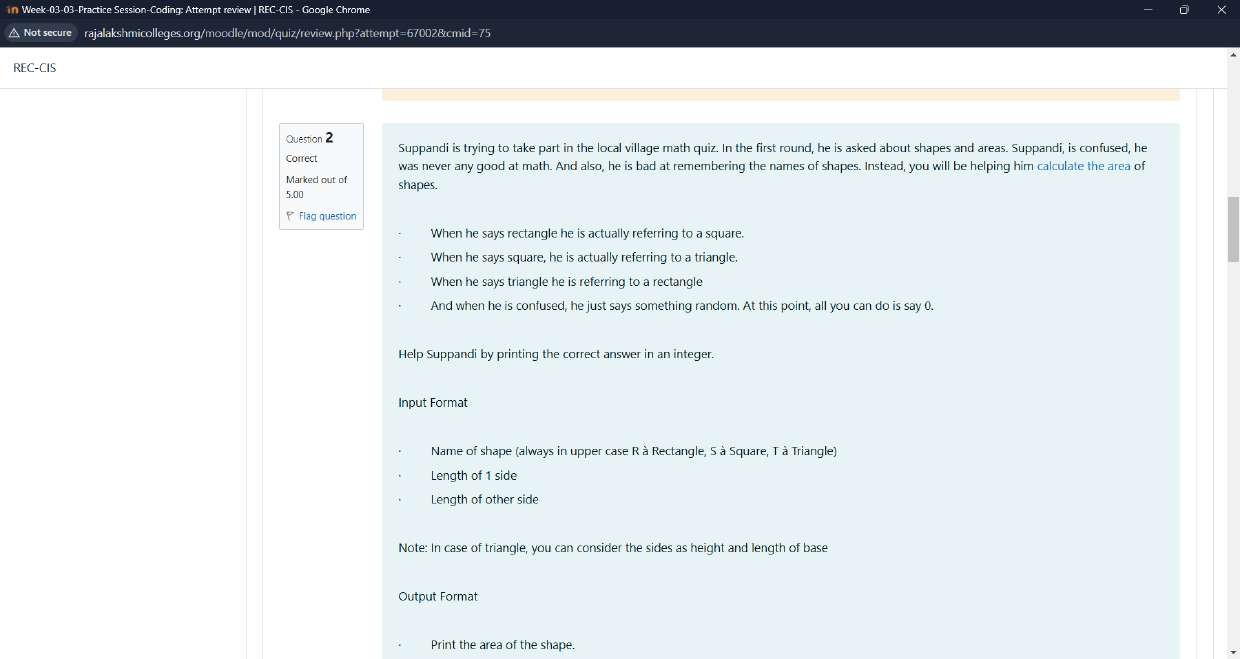 in Week-03-03-Practice Session-Coding: Attempt review | REC-CIS - Google Chrome
Not secure rajalakshmicolleges.org/moodle/mod/quiz/review.php?attempt=67002&cmid=75
REC-CIS
Question 2
Correct
Marked out of
5.00
Flag question
Suppandi is trying to take part in the local village math quiz. In the first round, he is asked about shapes and areas. Suppandi, is confused, he
was never any good at math. And also, he is bad at remembering the names of shapes. Instead, you will be helping him calculate the area of
shapes.
· When he says rectangle he is actually referring to a square.
· When he says square, he is actually referring to a triangle.
· When he says triangle he is referring to a rectangle
· And when he is confused, he just says something random. At this point, all you can do is say 0.
Help Suppandi by printing the correct answer in an integer.
Input Format
· Name of shape (always in upper case R à Rectangle, S à Square, T à Triangle)
· Length of 1 side
· Length of other side
Note: In case of triangle, you can consider the sides as height and length of base
Output Format
· Print the area of the shape.